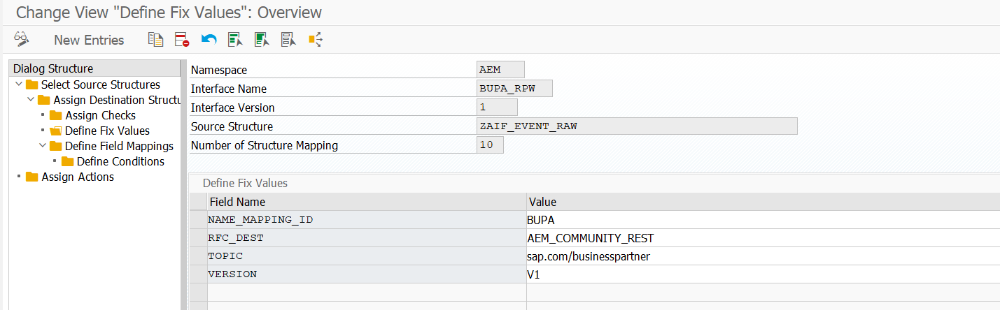 Change View "Define Fix Values": Overview
New Entries
Dialog Structure
Select Source Structures
Assign Destination Structu
Assign Checks
Define Fix Values
Define Field Mappings
Define Conditions
Assign Actions
Namespace AEM
Interface Name BUPA_RPW
Interface Version 1
Source Structure ZAIF_EVENT_RAW
Number of Structure Mapping 10
Define Fix Values
Field Name Value
NAME_MAPPING_ID BUPA
RFC_DEST AEM_COMMUNITY_REST
TOPIC sap.com/businesspartner
VERSION V1